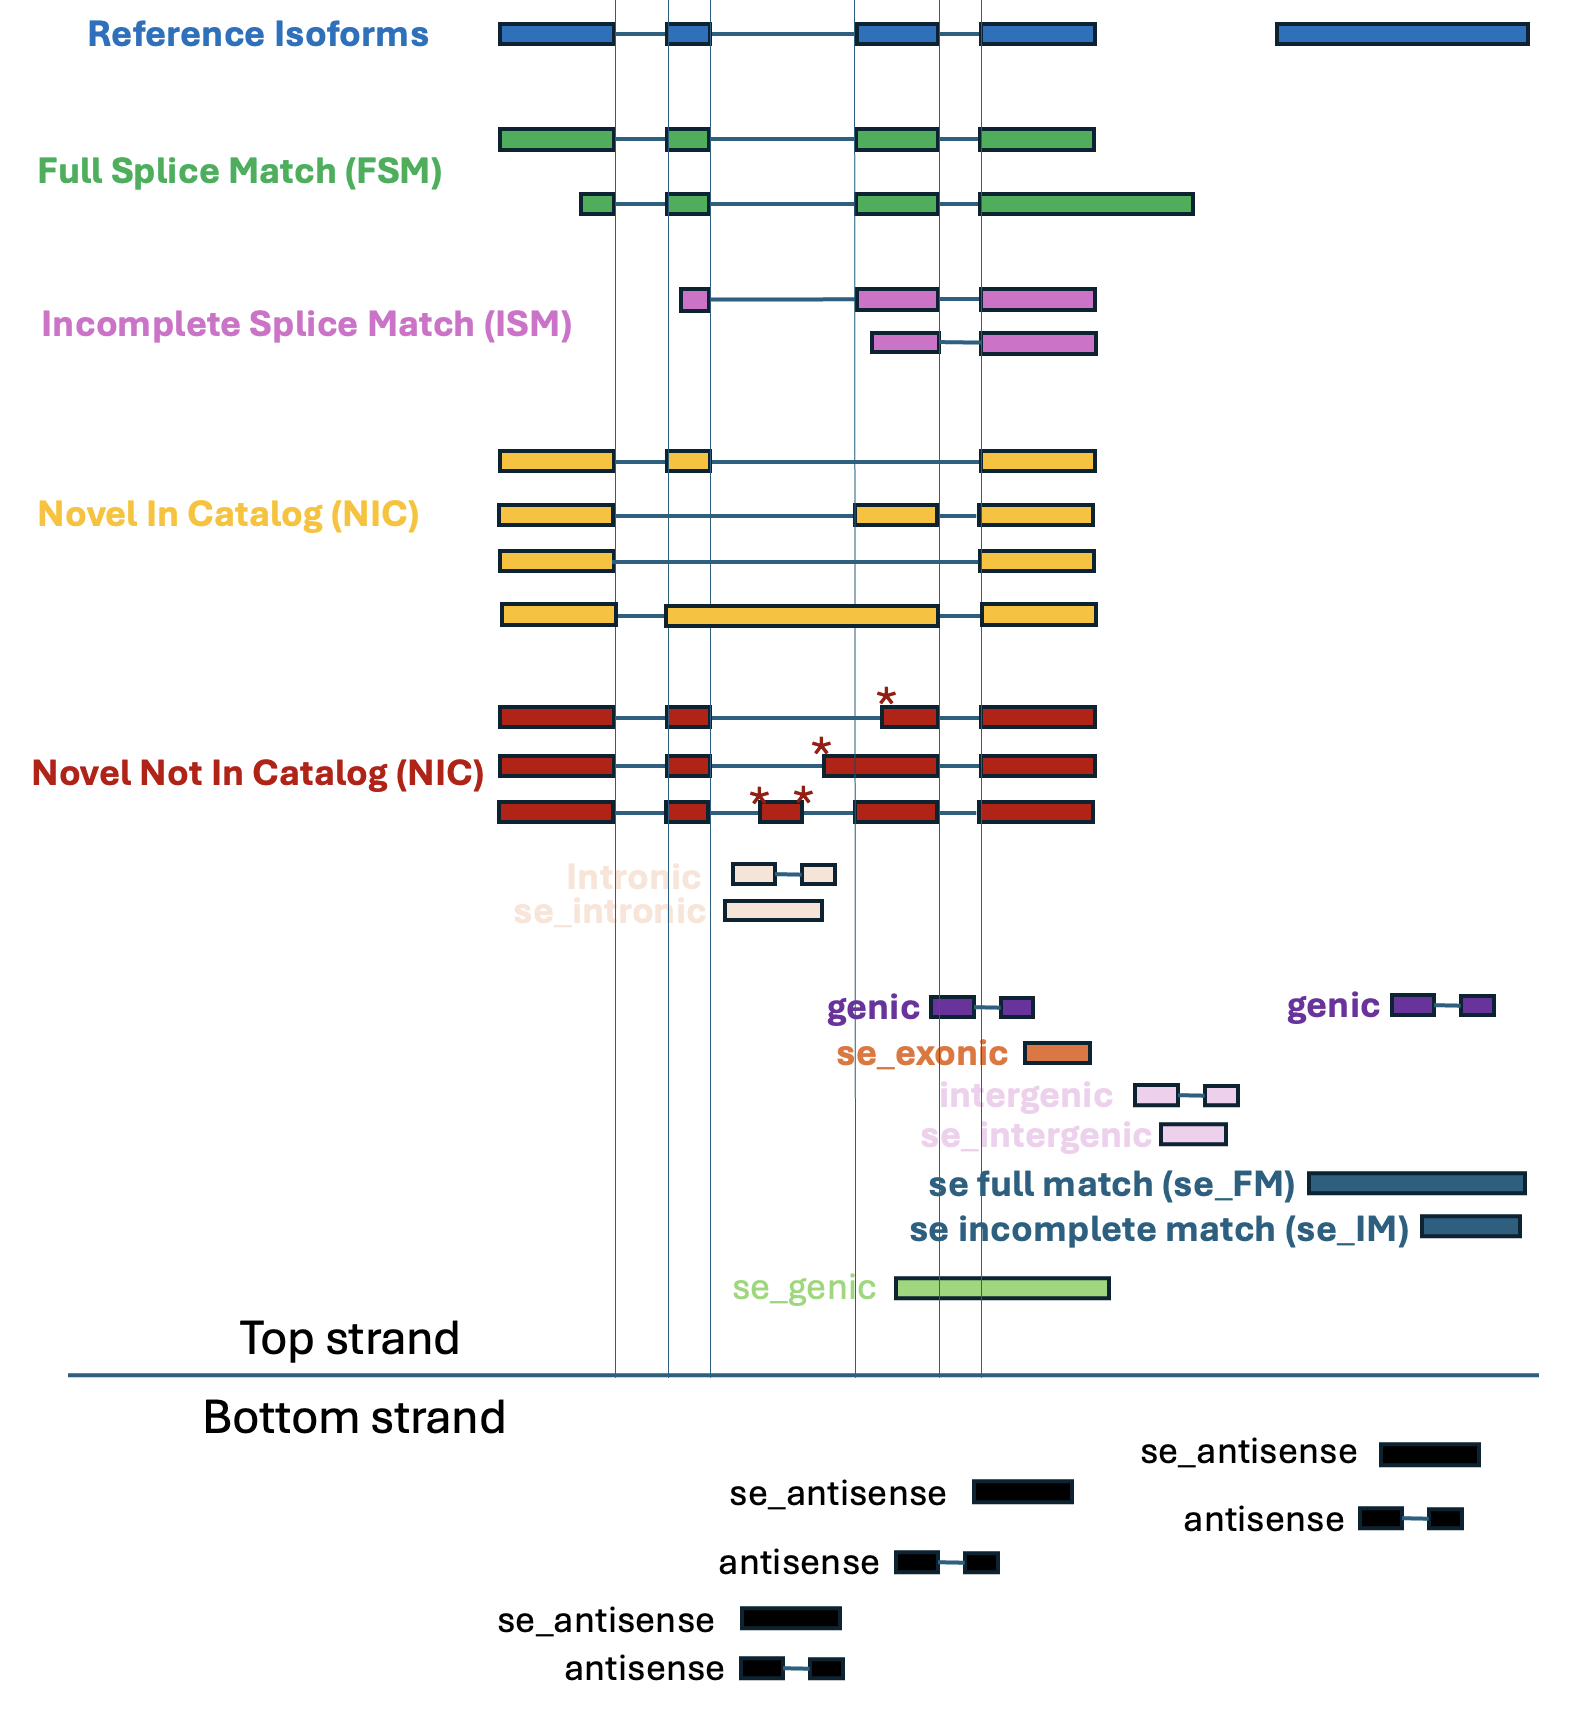 Reference Isoforms
Full Splice Match (FSM)
Incomplete Splice Match (ISM)
Novel In Catalog (NIC)
*
*
Novel Not In Catalog (NIC)
* *
Intronic
se_intronic
genic
genic
se_exonic
intergenic
se_intergenic
se full match (se_FM)
se incomplete match (se_IM)
se_genic
Top strand
Bottom strand
se_antisense
se_antisense
antisense
antisense
se_antisense
antisense